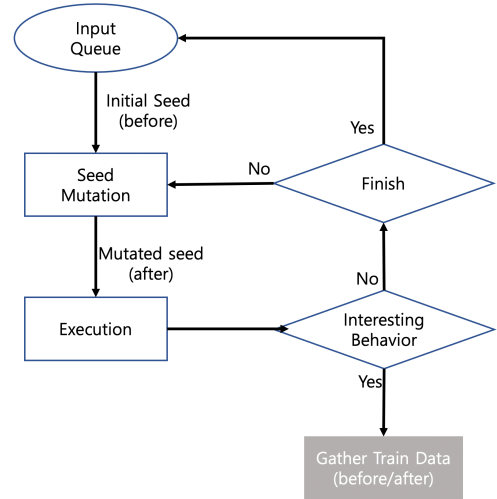 Input
Queue
Initial Seed
(before)
Yes
Seed
Mutation
No
Finish
Mutated seed
(after)
No
Execution
Interesting
Behavior
Yes
Gather Train Data
(before/after)